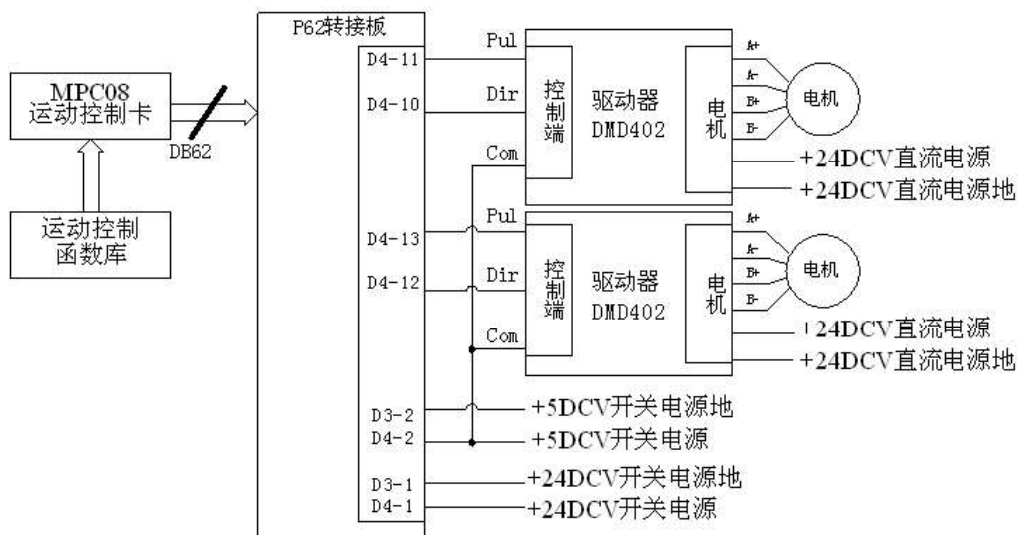 P62转接板
MPC08
运动控制卡
DB62
运动控制
函数库
D4-11
D4-10
D4-13
D4-12
D3-2
D4-2
D3-1
D4-1
Pul
Dir
Com
控制端
驱动器
DMD402
电机
A+
A-
B+
B-
电机
+24DCV直流电源
+24DCV直流电源地
Pul
Dir
Com
控制端
驱动器
DMD402
电机
A+
A-
B+
B-
电机
+24DCV直流电源
+24DCV直流电源地
+5DCV开关电源地
+5DCV开关电源
+24DCV开关电源地
+24DCV开关电源